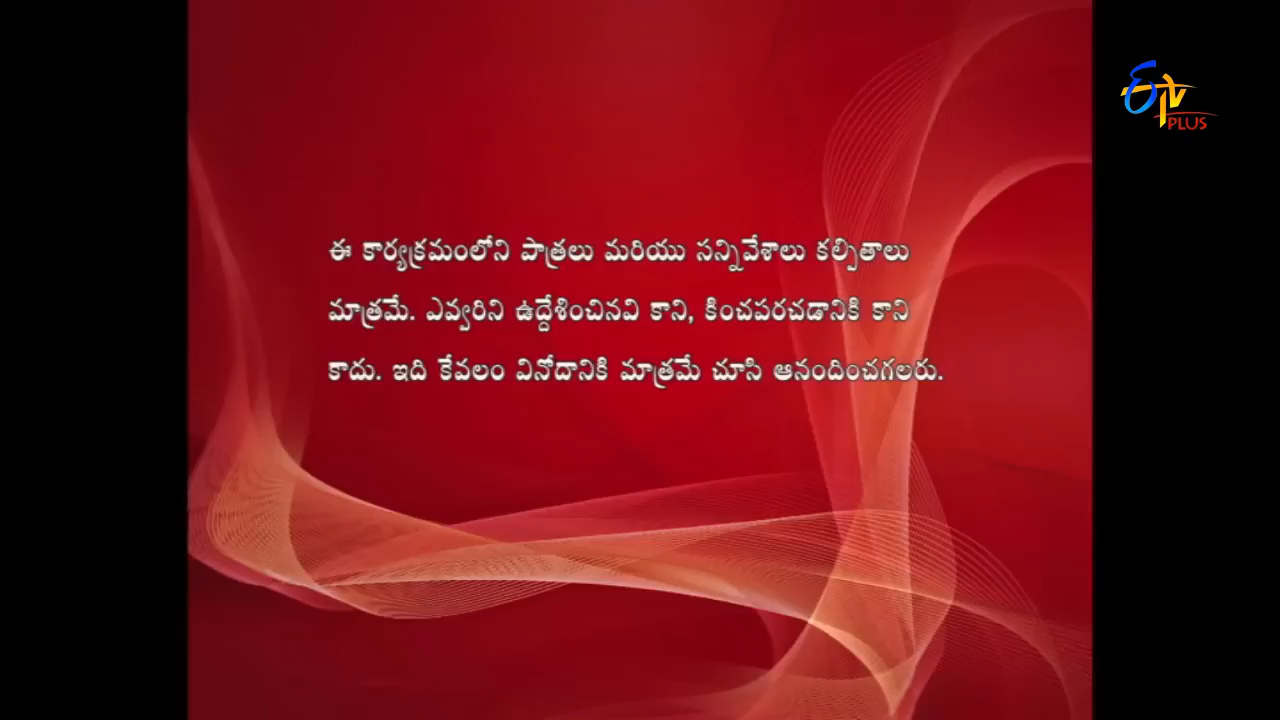 ETV
PLUS
ఈ కార్యక్రమంలోని పాత్రలు మరియు సన్నివేశాలు కల్పితాలు
మాత్రమే. ఎవ్వరిని ఉద్దేశించినవి కాని, కించపరచడానికి కాని
కాదు. ఇది కేవలం వినోదానికి మాత్రమే చూసి ఆనందించగలరు.